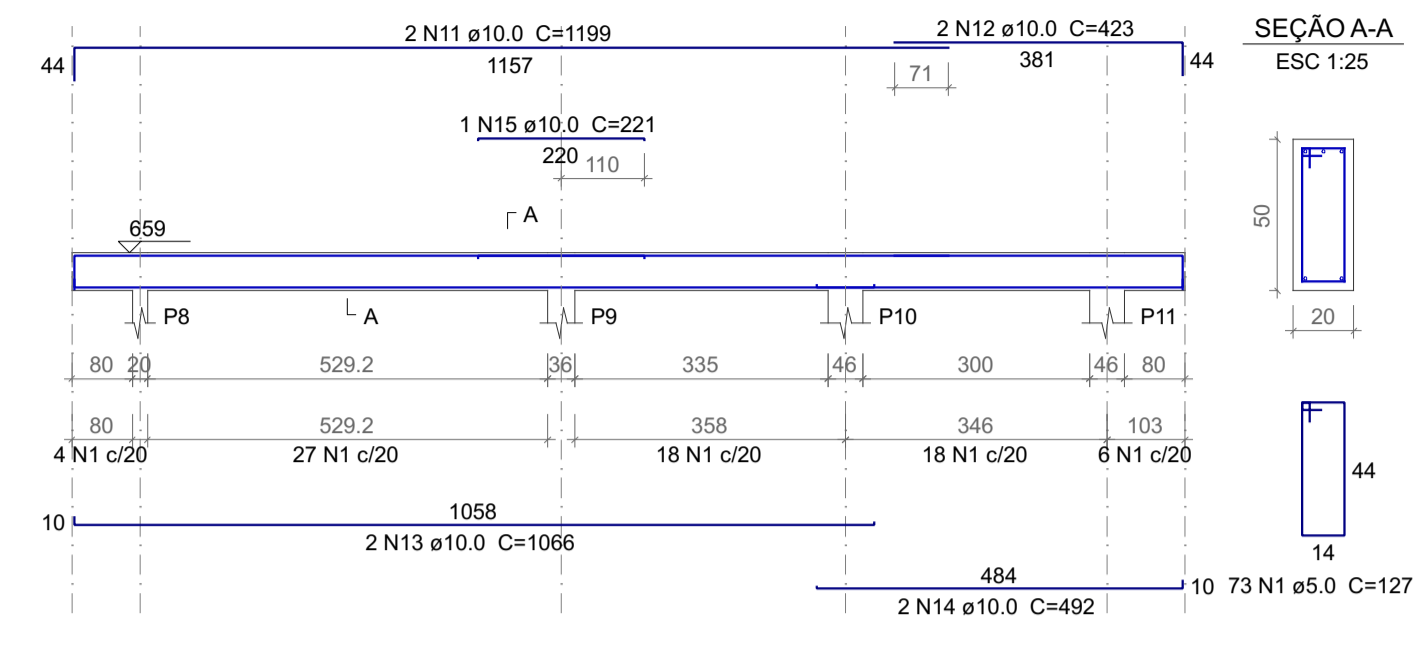 2 N11 ø10.0 C=1199
2 N12 ø10.0 C=423
SEÇÃO A-A
ESC 1:25
44
1157
381
44
71
1 N15 ø10.0 C=221
220
110
A
659
50
20
A
P8
P9
P10
P11
80
20
529.2
36
335
46
300
46
80
80
529.2
358
346
103
4 N1 c/20
27 N1 c/20
18 N1 c/20
18 N1 c/20
6 N1 c/20
44
14
10
1058
2 N13 ø10.0 C=1066
484
10
73 N1 ø5.0 C=127
2 N14 ø10.0 C=492